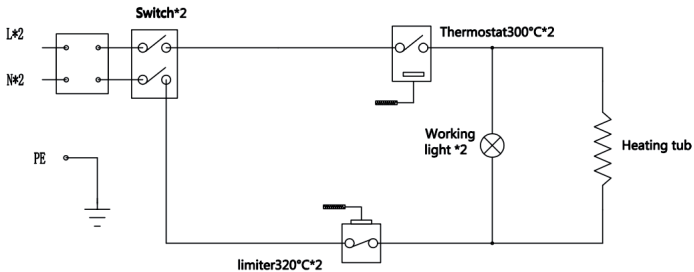 Switch*2
L*2
Thermostat300°C*2
N*2
Working
light *2
Heating tub
PE
limiter320°C*2